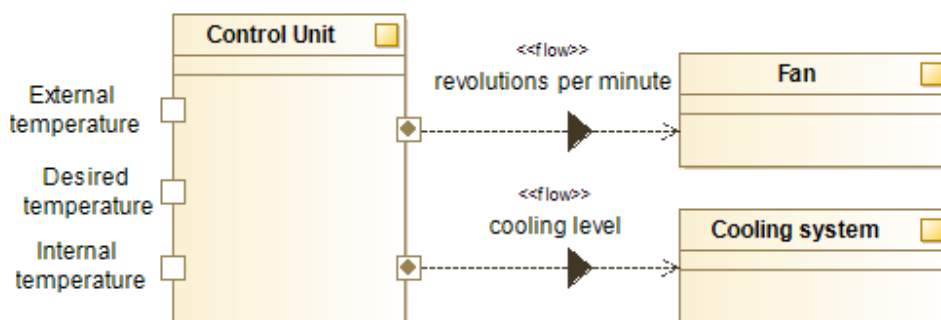 Control Unit
<<flow>>
revolutions per minute
Fan
External
temperature
Desired
temperature
<<flow>>
cooling level
Cooling system
Internal
temperature